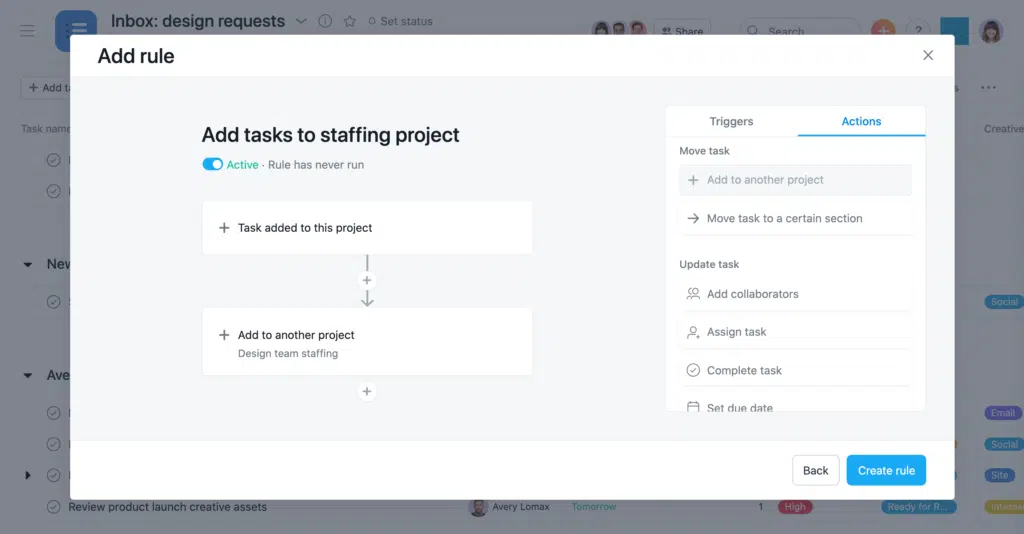 Inbox: design requests
Set status
Share
Search
?
Add rule
+ Add ta
Task name
Creative
Add tasks to staffing project
Active · Rule has never run
Task added to this project
Add to another project
Design team staffing
Triggers
Actions
Move task
Add to another project
Move task to a certain section
Update task
Add collaborators
Assign task
Complete task
Set due date
New
Social
Ave
Email
Social
Site
Back
Create rule
Review product launch creative assets
Avery Lomax
Tomorrow
1
High
Ready for R...